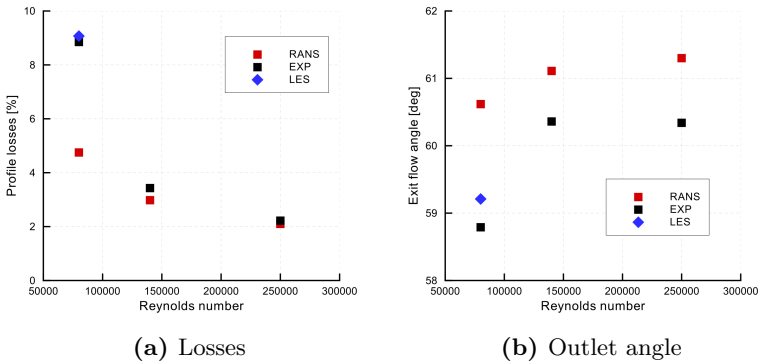 10
8
6
4
2
0
Profile losses [%]
RANS
EXP
LES
50000 100000 150000 200000 250000 300000
Reynolds number
(a) Losses
62
61
60
59
58
Exit flow angle [deg]
RANS
EXP
LES
50000 100000 150000 200000 250000 300000
Reynolds number
(b) Outlet angle